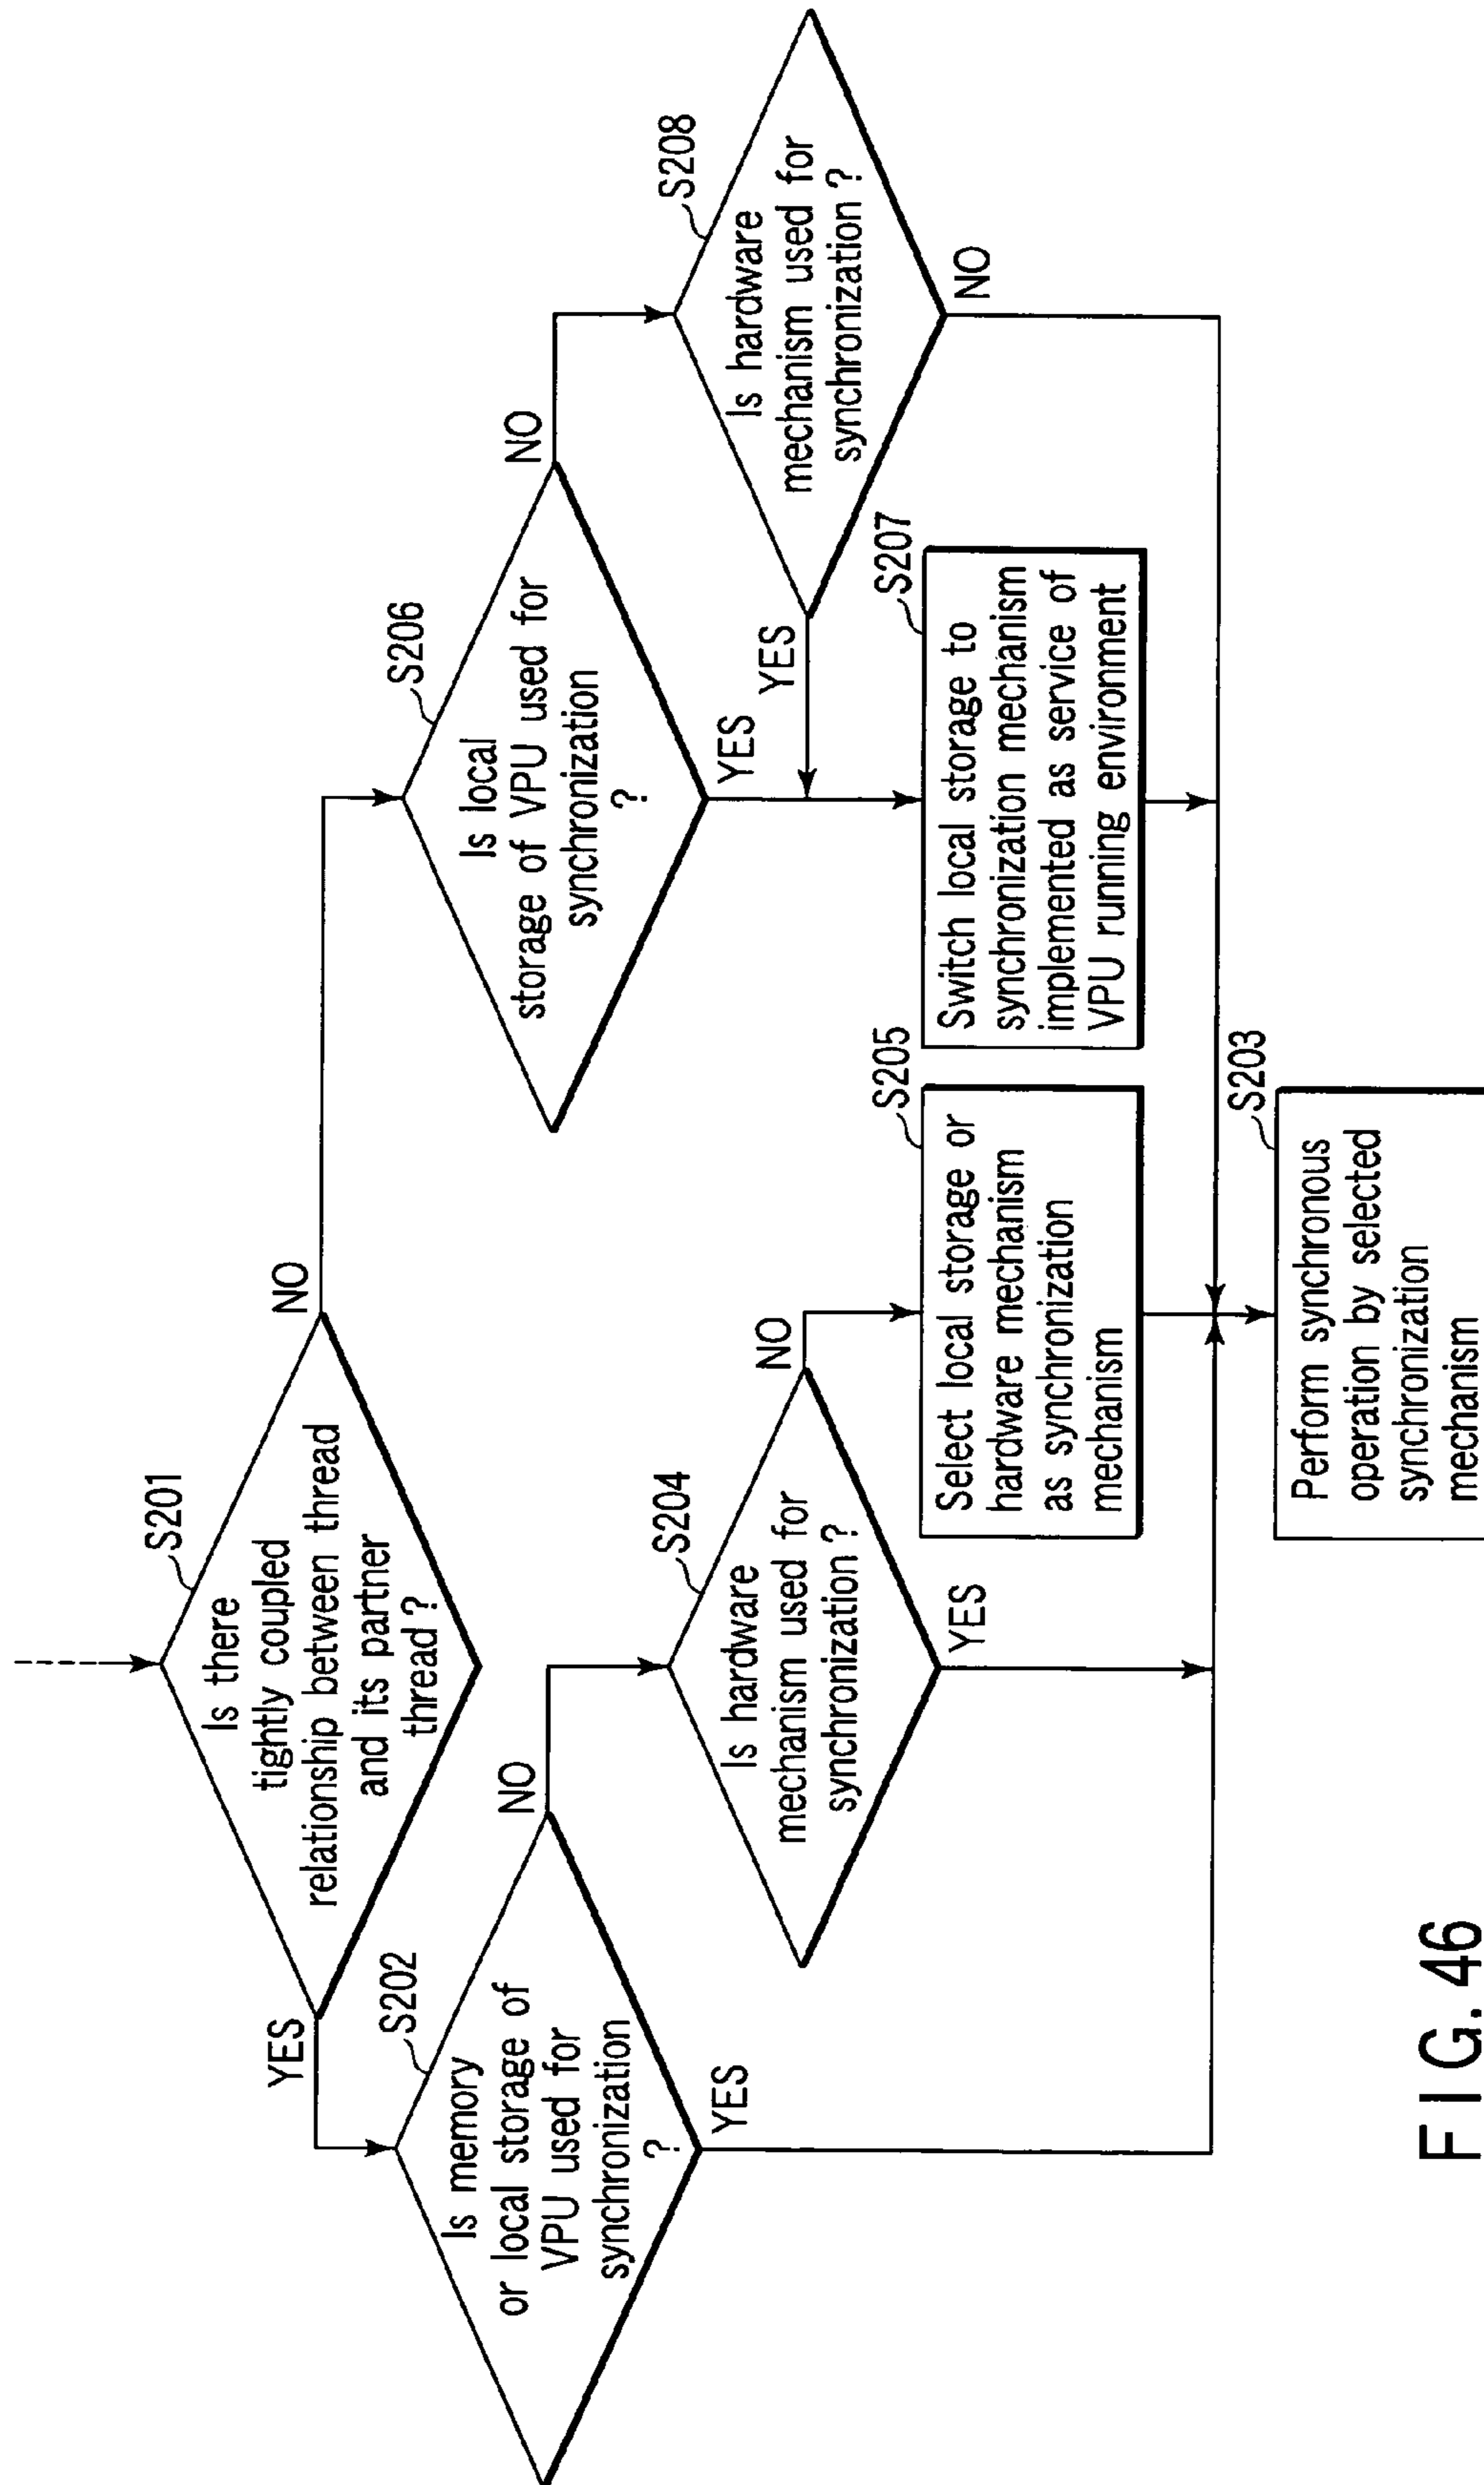 S201
Is there
tightly coupled
relationship between thread
and its partner
thread ?
YES
NO
S202
Is memory
or local storage of
VPU used for
synchronization
?
NO
YES
S206
Is local
storage of VPU used for
synchronization
?
NO
YES
S204
Is hardware
mechanism used for
synchronization ?
NO
YES
S208
Is hardware
mechanism used for
synchronization ?
YES
NO
S205
Select local storage or
hardware mechanism
as synchronization
mechanism
S207
Switch local storage to
synchronization mechanism
implemented as service of
VPU running environment
S203
Perform synchronous
operation by selected
synchronization
mechanism
FIG. 46